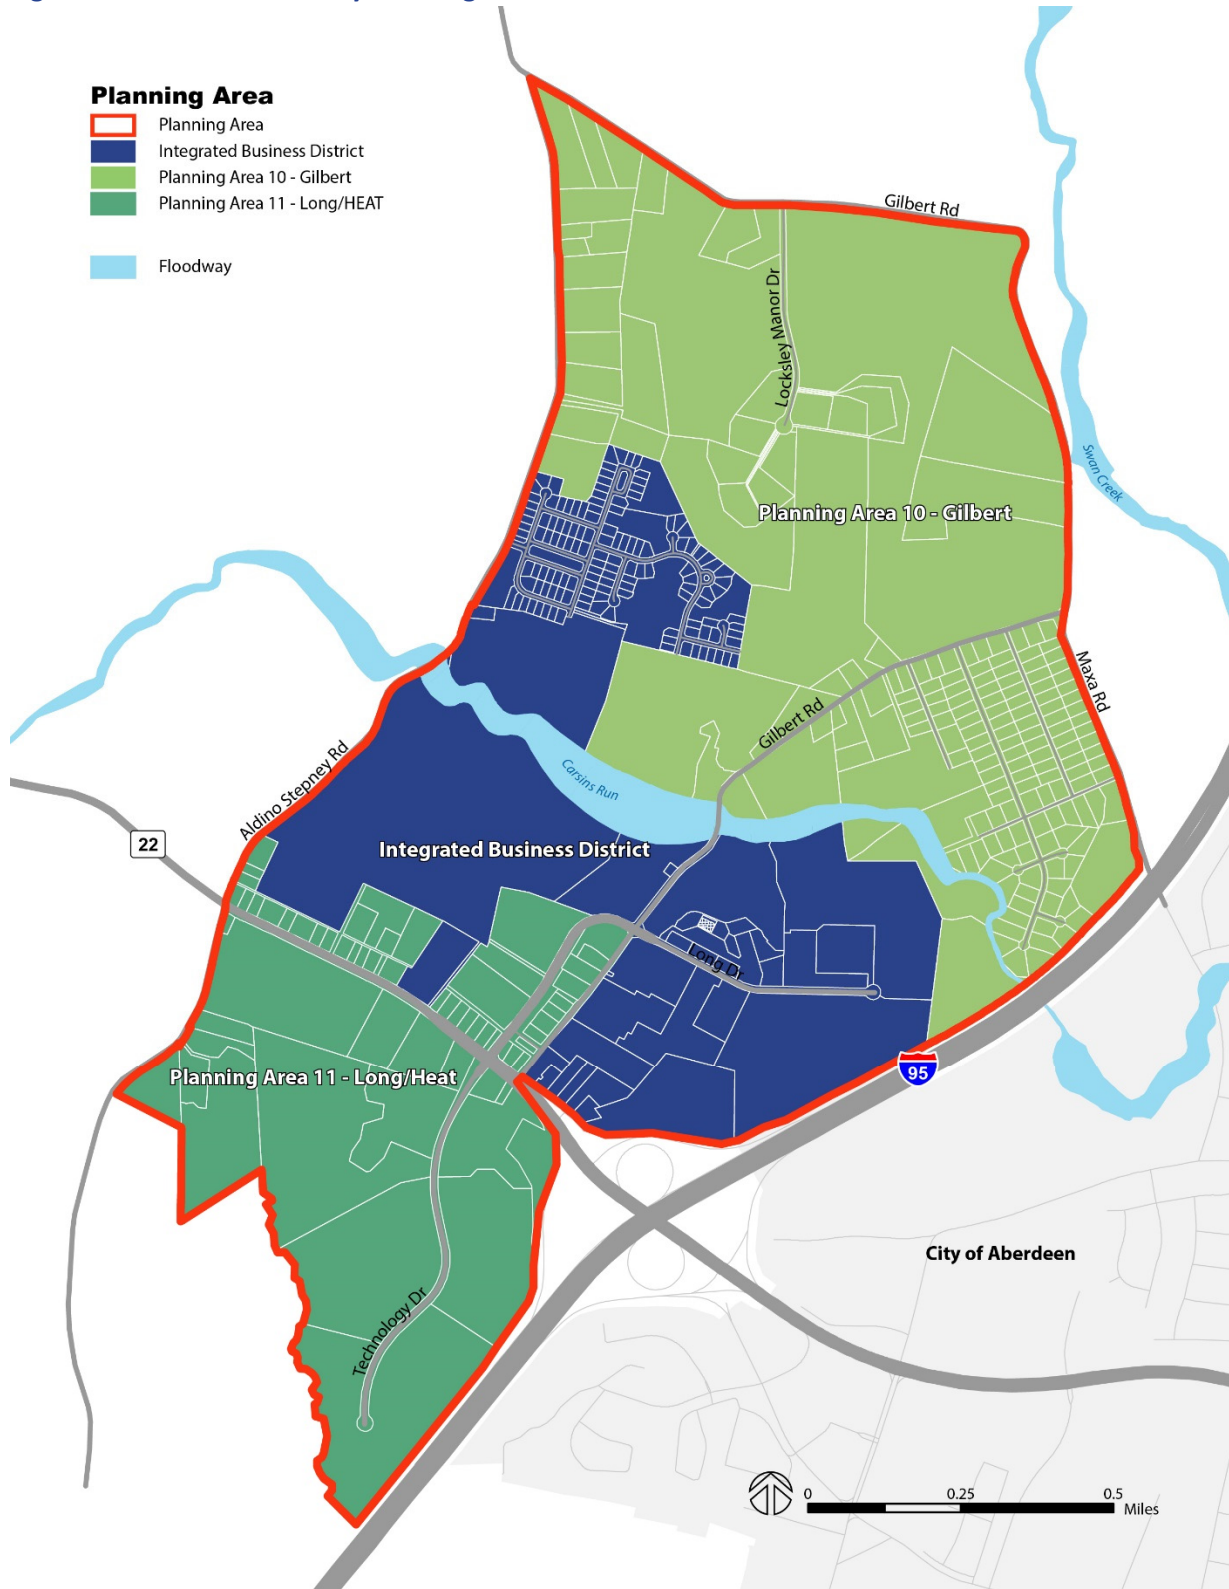 Planning Area
Planning Area
Integrated Business District
Planning Area 10 - Gilbert
Planning Area 11 - Long/HEAT
Floodway
Gilbert Rd
Locksley Manor Dr
Swan Creek
Planning Area 10 - Gilbert
Maxa Rd
Gilbert Rd
Aldino Stepney Rd
Carsins Run
22
Integrated Business District
Long Dr
95
Planning Area 11 - Long/Heat
City of Aberdeen
Technology Dr
0 0.25 0.5
Miles